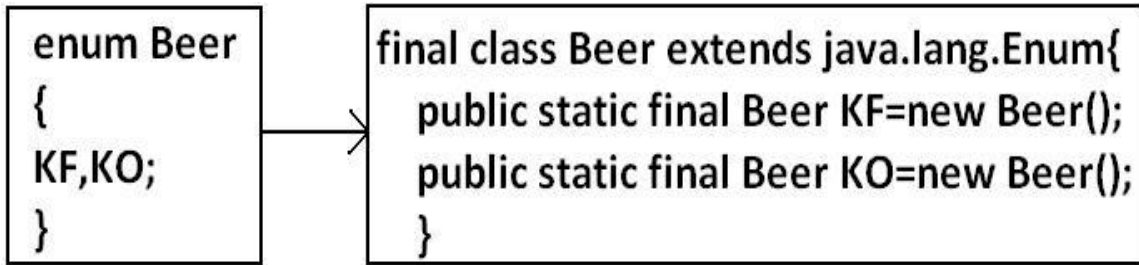 enum Beer
{
KF,KO;
}
final class Beer extends java.lang.Enum{
public static final Beer KF=new Beer();
public static final Beer KO=new Beer();
}